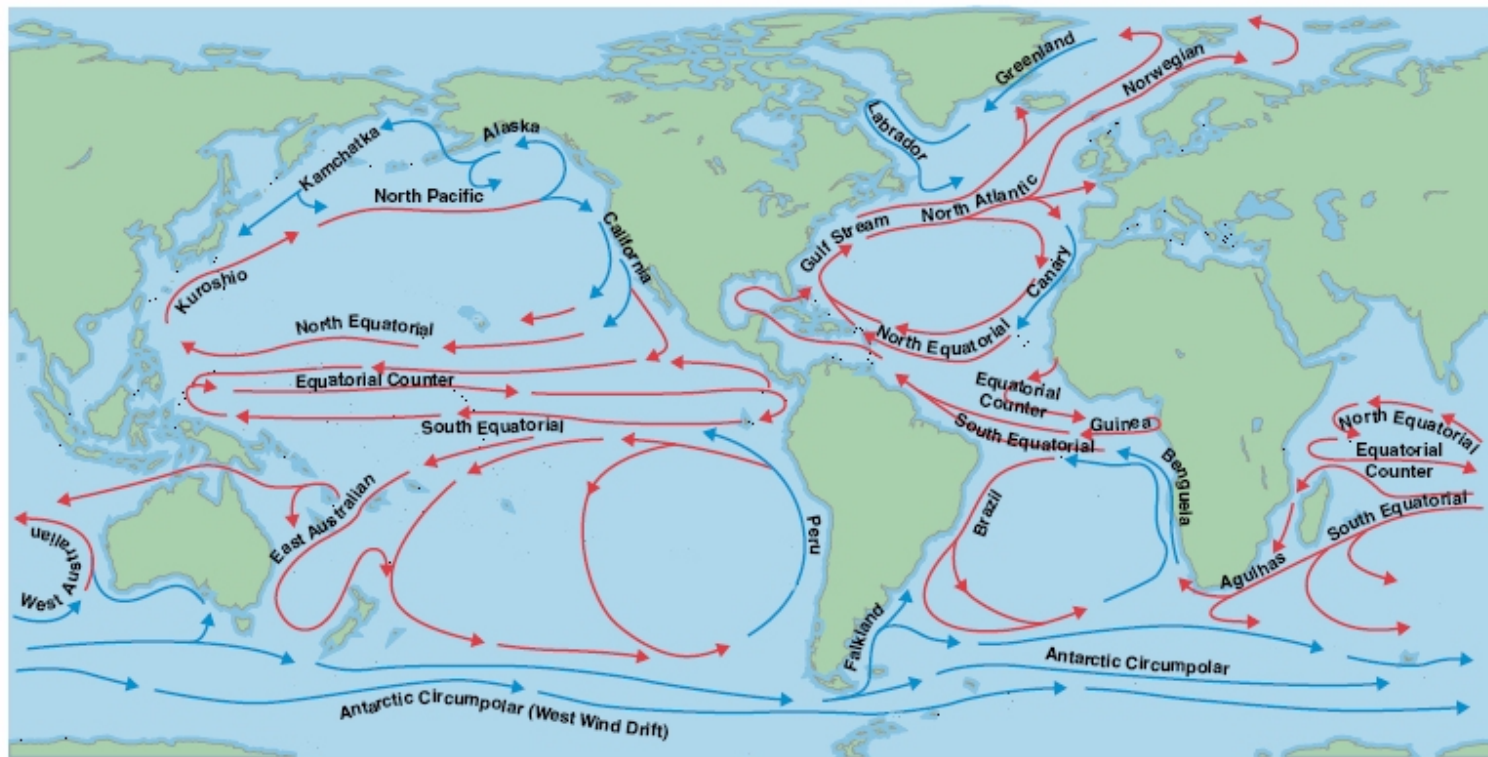 Greenland
Norwegian
Labrador
Alaska
Kamchatka
North Pacific
North Atlantic
Gulf Stream
California
Canary
Kuroshio
North Equatorial
North Equatorial
Equatorial Counter
Equatorial
Counter
Guinea
North Equatorial
South Equatorial
South Equatorial
Equatorial
Counter
Benguela
East Australian
Brazil
Peru
South Equatorial
West Australian
Agulhas
Falkland
Antarctic Circumpolar
Antarctic Circumpolar (West Wind Drift)